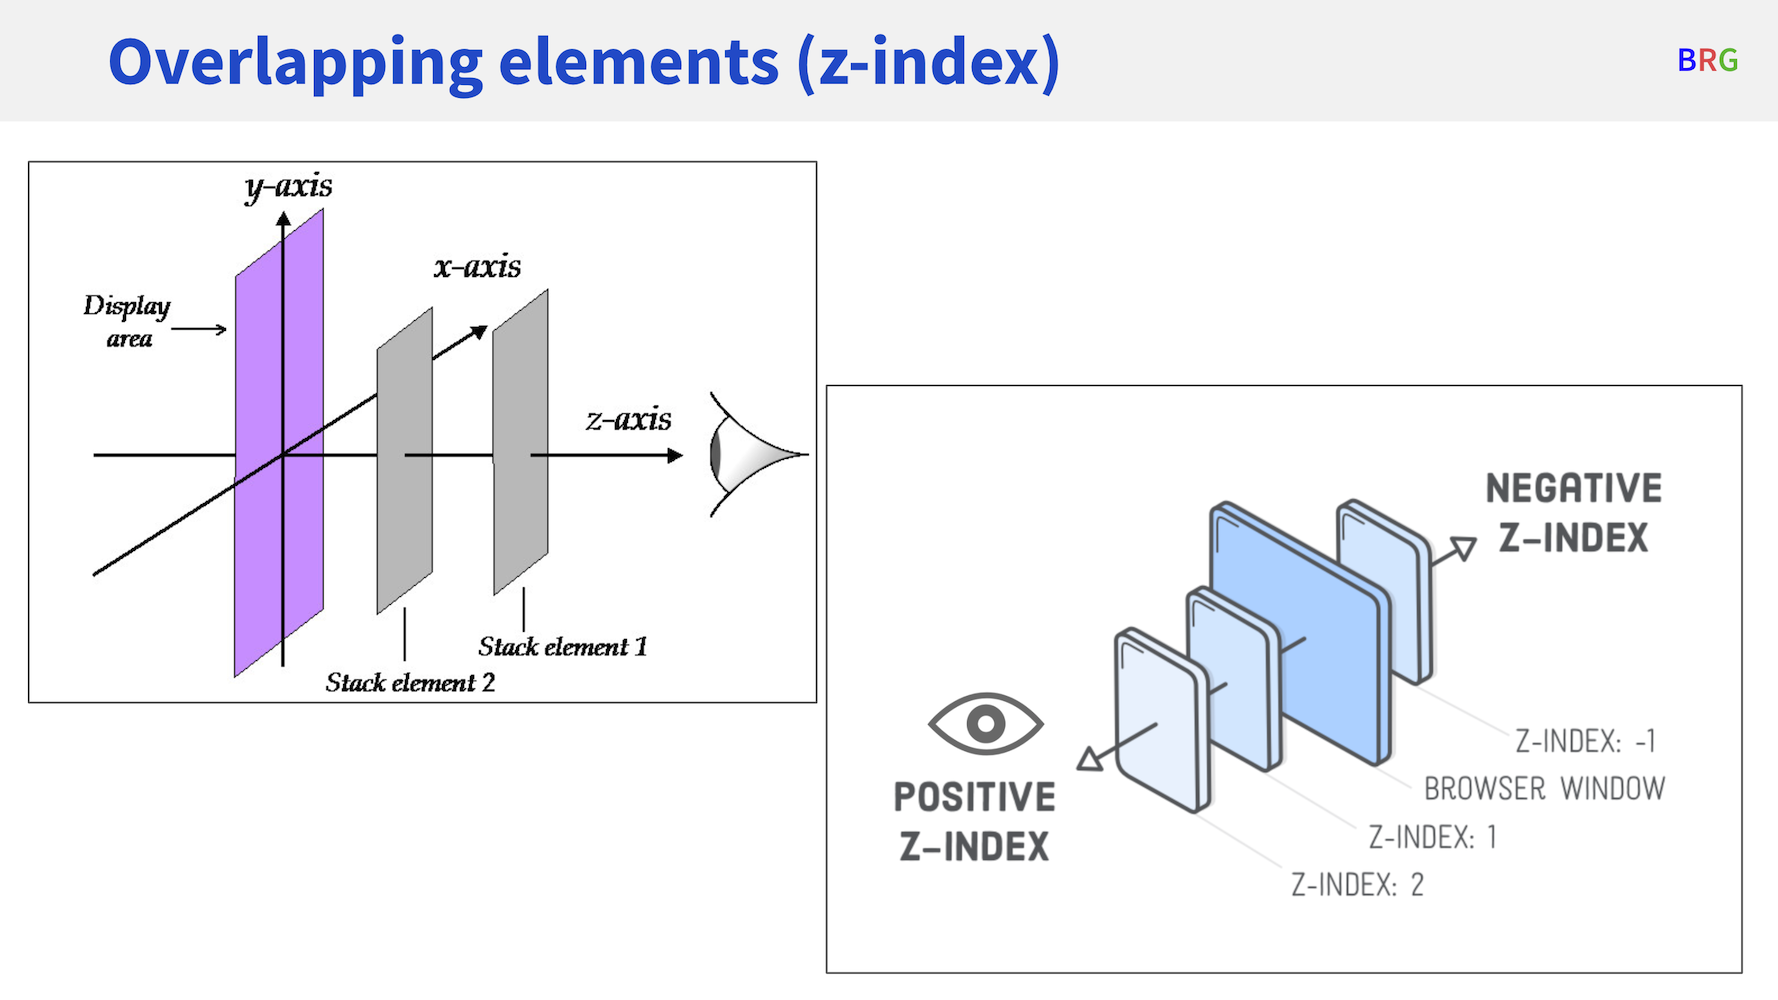 Overlapping elements (z-index)
BRG
y-axis
x-axis
Display
area
z-axis
Stack element 1
Stack element 2
NEGATIVE
Z-INDEX
POSITIVE
Z-INDEX
Z-INDEX: -1
BROWSER WINDOW
Z-INDEX: 1
Z-INDEX: 2